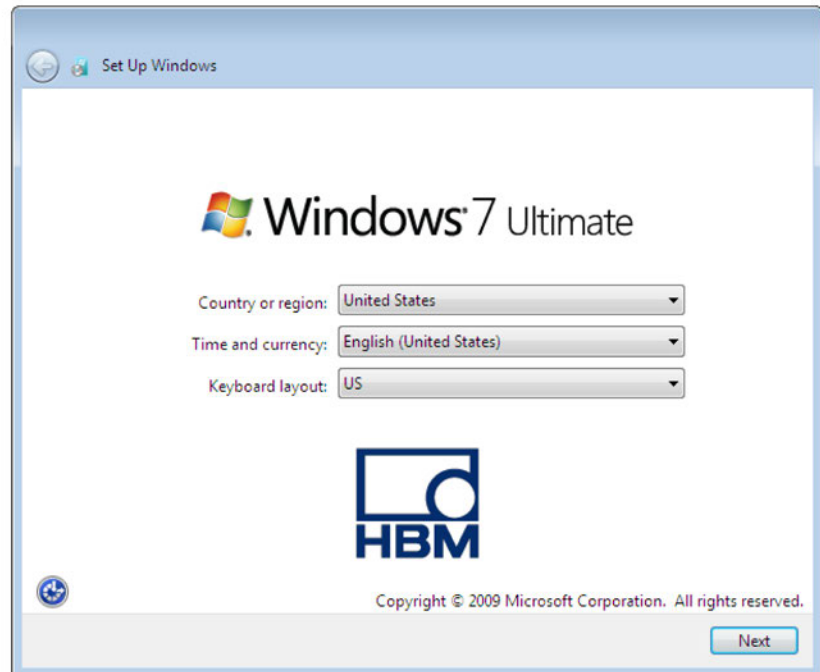 Set Up Windows
Windows 7 Ultimate
Country or region: United States
Time and currency: English (United States)
Keyboard layout: US
HBM
Copyright © 2009 Microsoft Corporation. All rights reserved.
Next